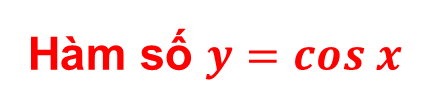 Hàm số y = cos x